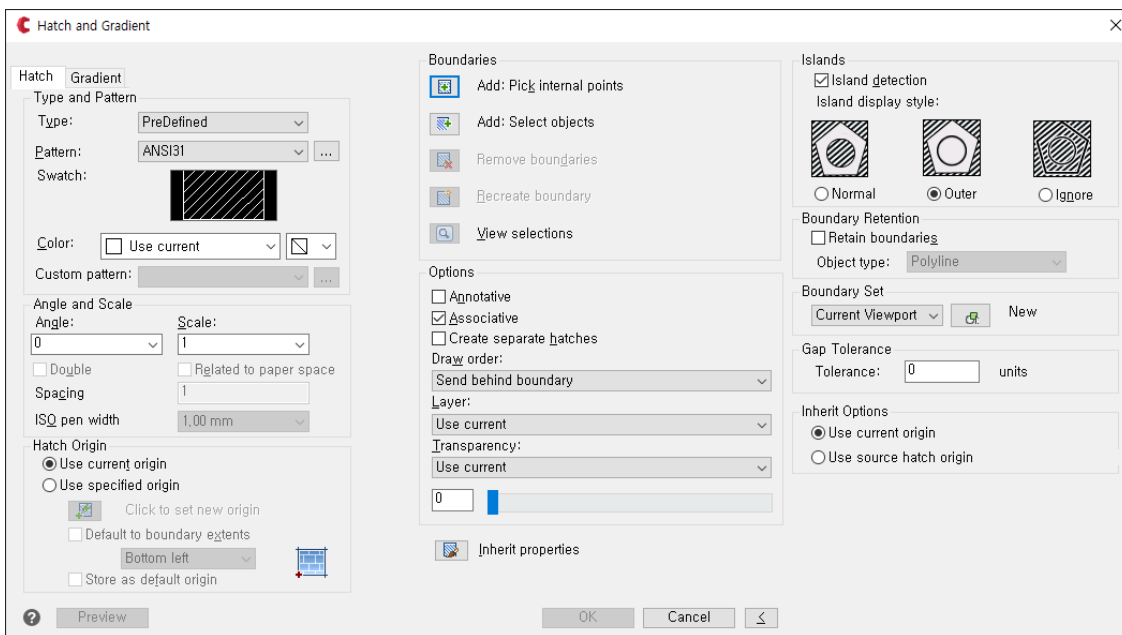 Hatch and Gradient
Hatch
Gradient
Type and Pattern
Type:
PreDefined
Pattern:
ANSI31
...
Swatch:
Color:
Use current
Custom pattern:
...
Angle and Scale
Angle:
Scale:
0
1
Double
Related to paper space
Spacing
1
ISO pen width
1,00 mm
Hatch Origin
Use current origin
Use specified origin
Click to set new origin
Default to boundary extents
Bottom left
Store as default origin
Preview
Boundaries
Add: Pick internal points
Add: Select objects
Remove boundaries
Recreate boundary
View selections
Options
Annotative
Associative
Create separate hatches
Draw order:
Send behind boundary
Layer:
Use current
Transparency:
Use current
0
Inherit properties
OK
Cancel
Islands
Island detection
Island display style:
Normal
Outer
Ignore
Boundary Retention
Retain boundaries
Object type:
Polyline
Boundary Set
Current Viewport
New
Gap Tolerance
Tolerance:
0
units
Inherit Options
Use current origin
Use source hatch origin